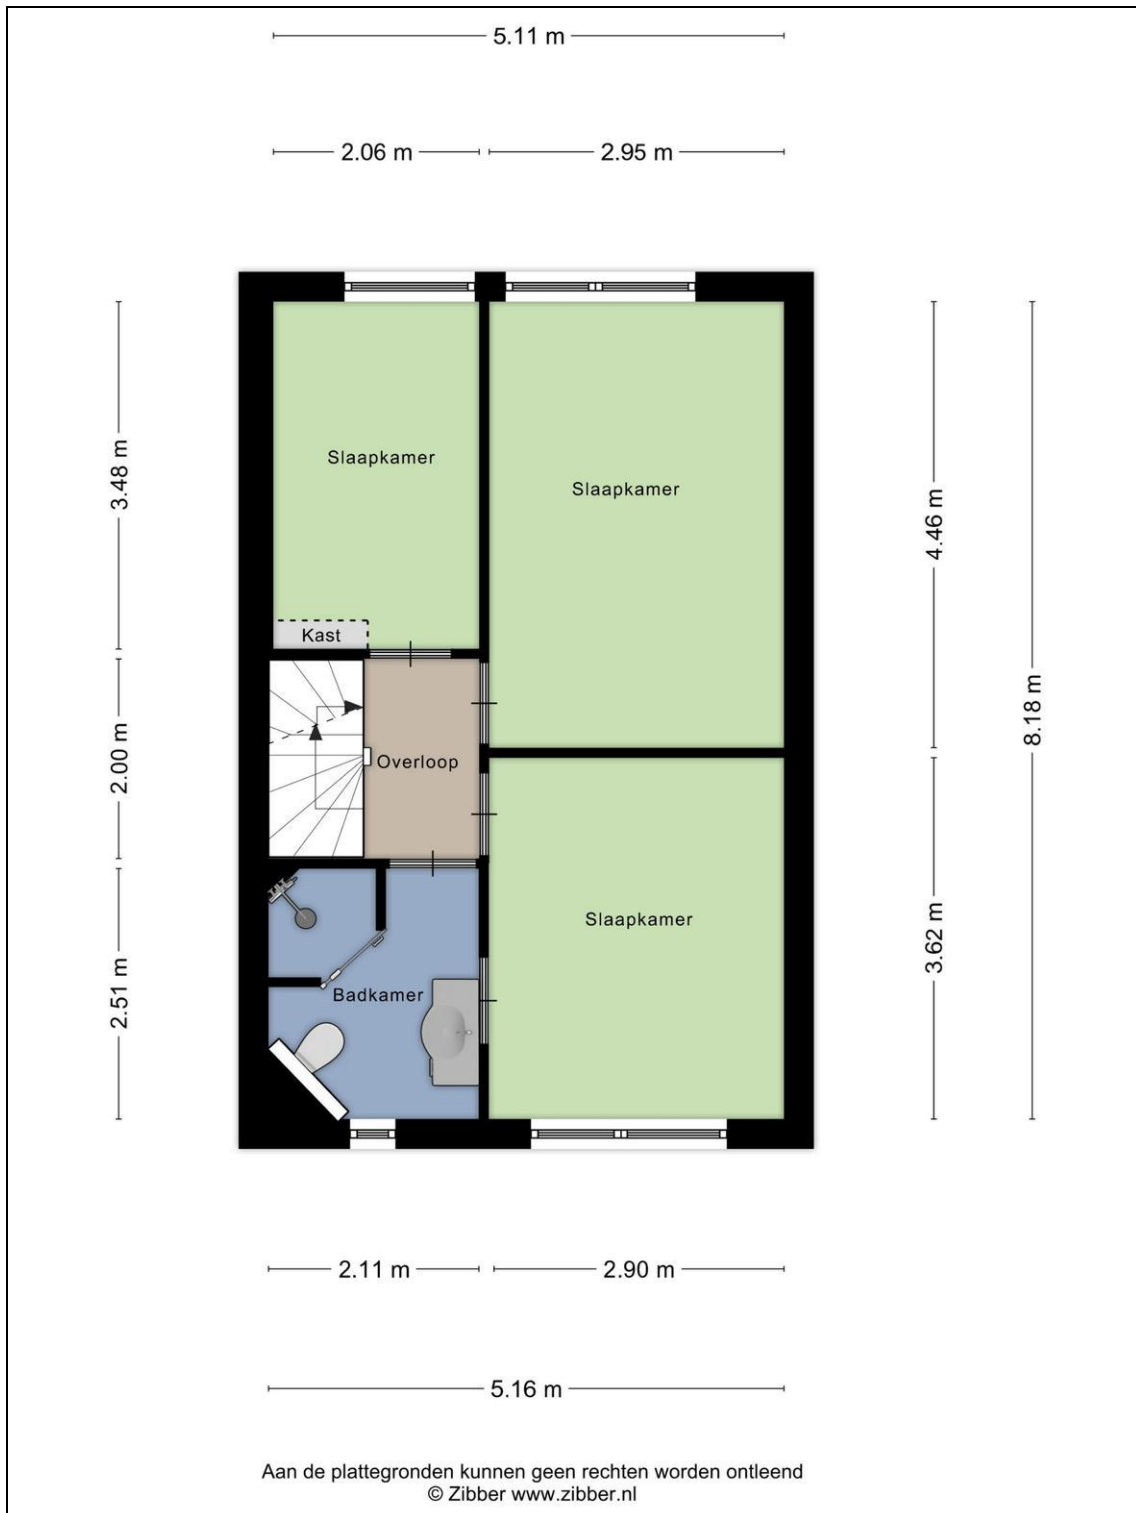 5.11 m
2.06 m
2.95 m
3.48 m
Slaapkamer
Slaapkamer
4.46 m
Kast
8.18 m
2.00 m
Overloop
Slaapkamer
3.62 m
2.51 m
Badkamer
2.11 m
2.90 m
5.16 m
Aan de plattegronden kunnen geen rechten worden ontleend
© Zibber www.zibber.nl